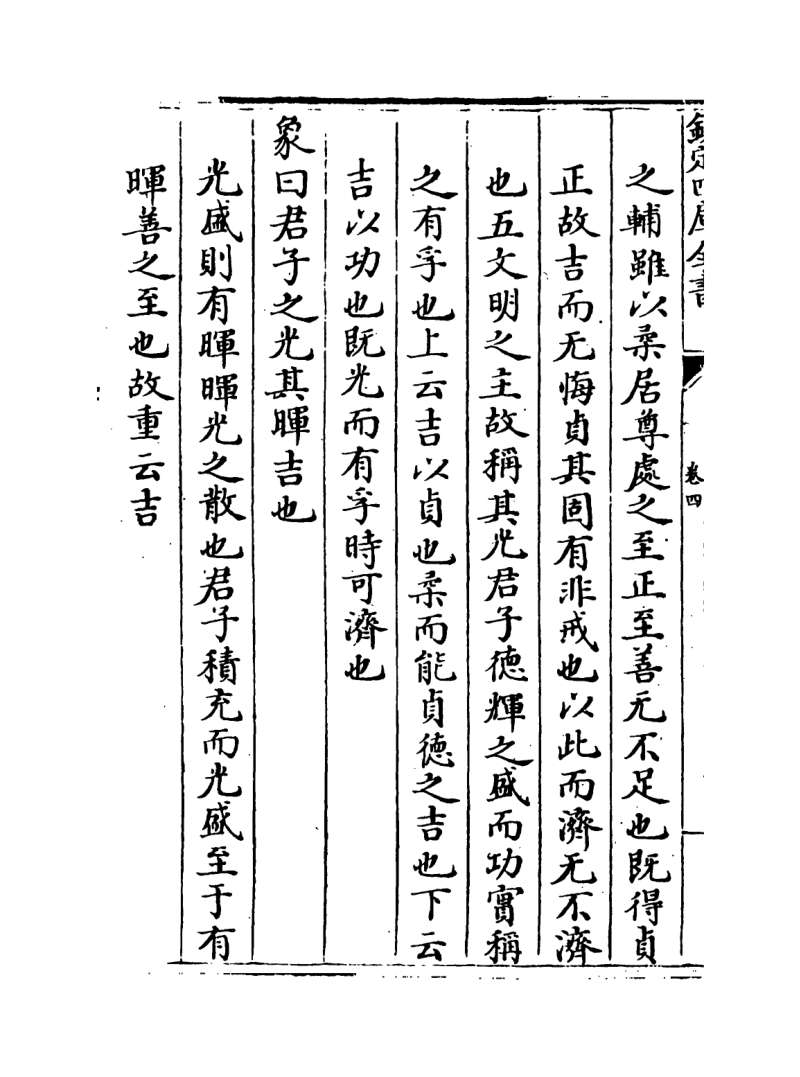 欽定四庫全書
卷四
之輔雖以柔居尊處之至正至善无不足也既得貞
正故吉而无悔貞其固有非戒也以此而濟无不濟
也五文明之主故稱其光君子德輝之盛而功實稱
之有孚也上云吉以貞也柔而能貞德之吉也下云
吉以功也既光而有孚時可濟也
象曰君子之光其暉吉也
光盛則有暉暉光之散也君子積充而光盛至于有
暉善之至也故重云吉